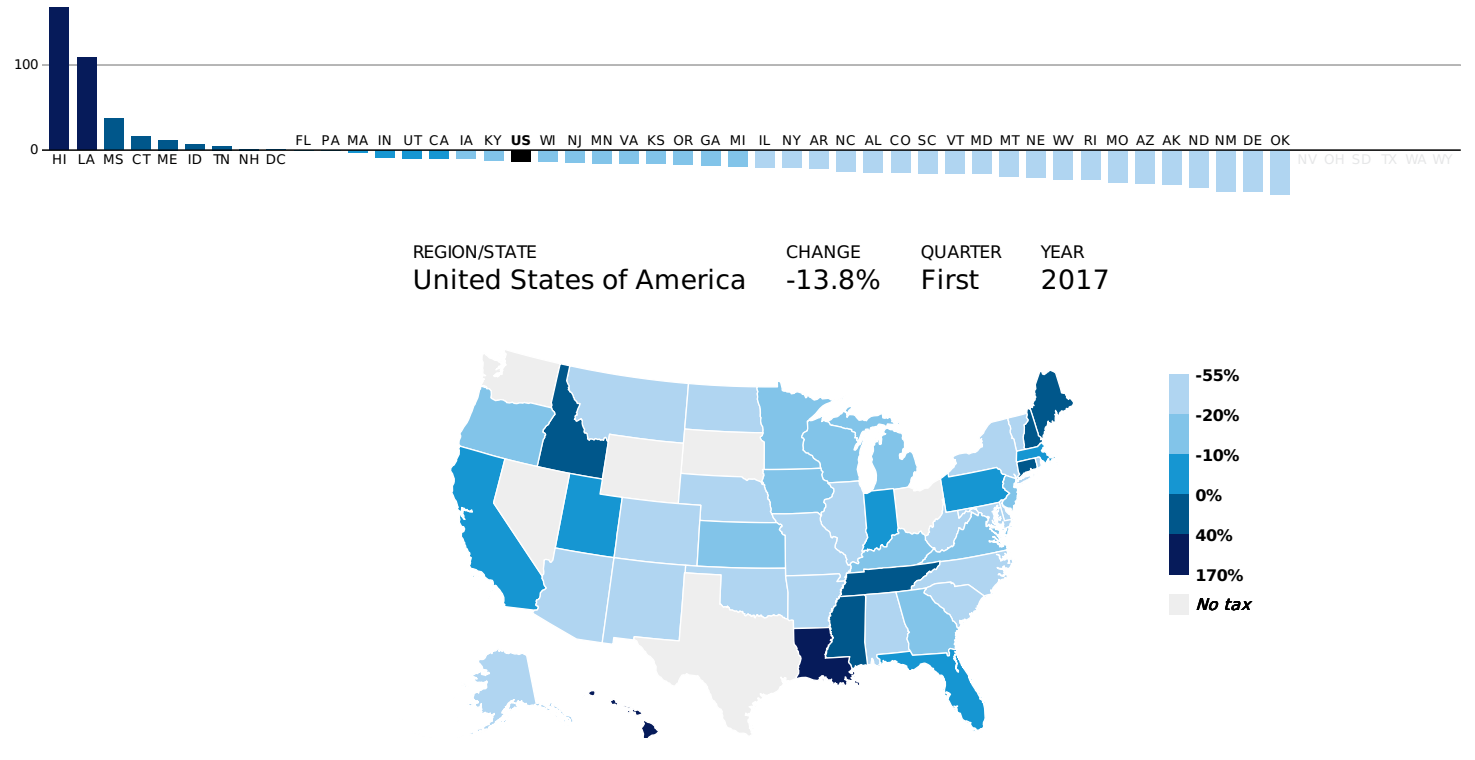 100
FL PA MA IN UT CA IA KY US WI NJ MN VA KS OR GA MI IL NY AR NC AL CO SC VT MD MT NE WV RI MO AZ AK ND NM DE OK
0
HI LA MS CT ME ID TN NH DC NV OH SD TX WA WY
REGION/STATE CHANGE QUARTER YEAR
United States of America -13.8% First 2017
-55%
-20%
-10%
0%
40%
170%
No tax